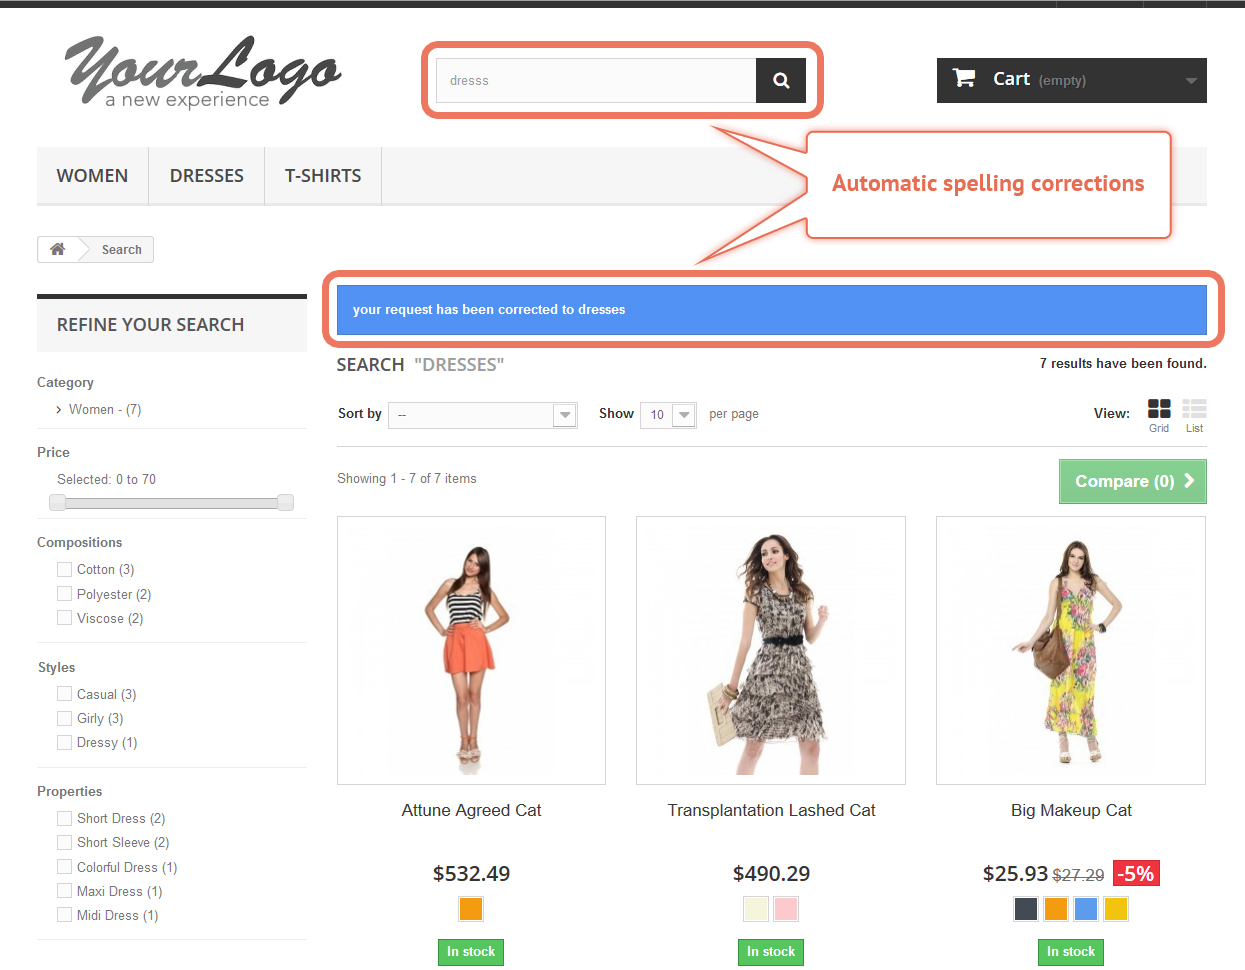 YourLogo
a new experience
dresss
Cart (empty)
WOMEN DRESSES T-SHIRTS
Automatic spelling corrections
Search
REFINE YOUR SEARCH
Category
Women - (7)
Price
Selected: 0 to 70
Compositions
Cotton (3)
Polyester (2)
Viscose (2)
Styles
Casual (3)
Girly (3)
Dressy (1)
Properties
Short Dress (2)
Short Sleeve (2)
Colorful Dress (1)
Maxi Dress (1)
Midi Dress (1)
your request has been corrected to dresses
SEARCH "DRESSES"
7 results have been found.
Sort by -- Show 10 per page
View: Grid List
Showing 1 - 7 of 7 items
Compare (0)
Attune Agreed Cat
$532.49
In stock
Transplantation Lashed Cat
$490.29
In stock
Big Makeup Cat
$25.93 $27.29 -5%
In stock